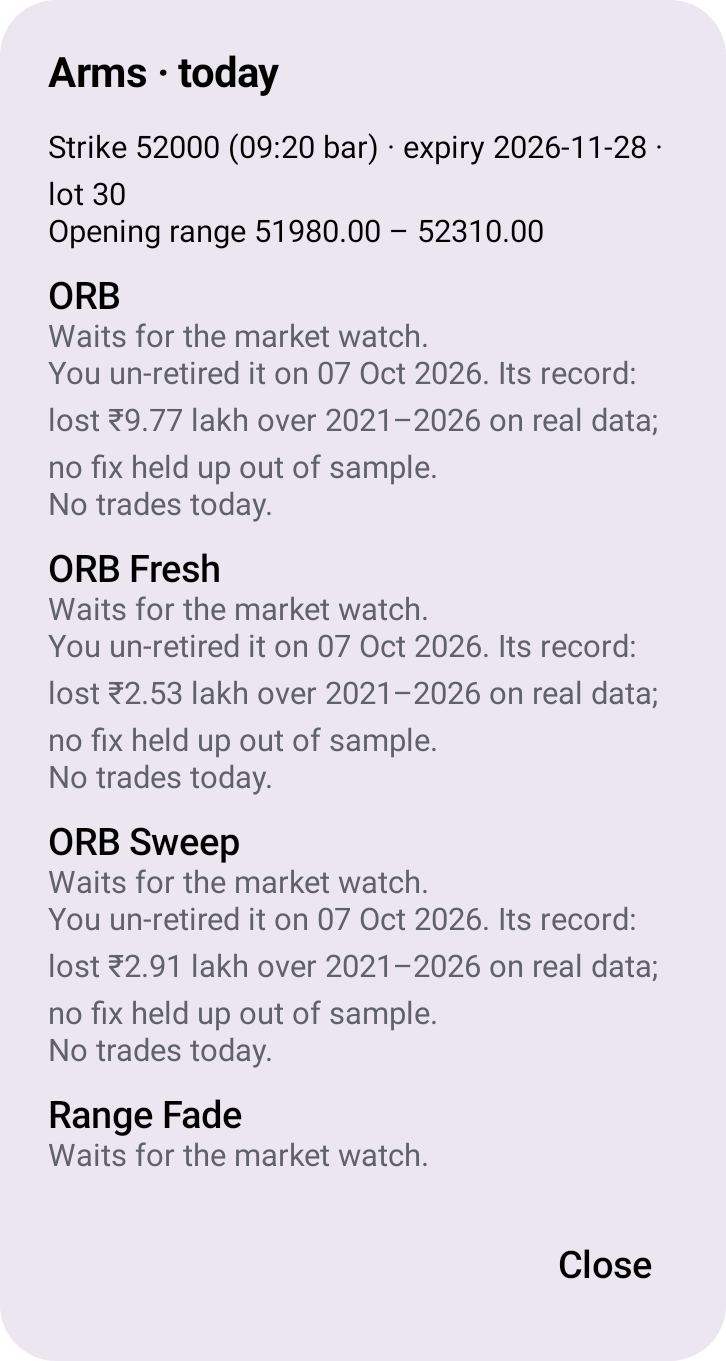 Arms · today
Strike 52000 (09:20 bar) · expiry 2026-11-28 ·
lot 30
Opening range 51980.00 – 52310.00
ORB
Waits for the market watch.
You un-retired it on 07 Oct 2026. Its record:
lost ₹9.77 lakh over 2021–2026 on real data;
no fix held up out of sample.
No trades today.
ORB Fresh
Waits for the market watch.
You un-retired it on 07 Oct 2026. Its record:
lost ₹2.53 lakh over 2021–2026 on real data;
no fix held up out of sample.
No trades today.
ORB Sweep
Waits for the market watch.
You un-retired it on 07 Oct 2026. Its record:
lost ₹2.91 lakh over 2021–2026 on real data;
no fix held up out of sample.
No trades today.
Range Fade
Waits for the market watch.
Close